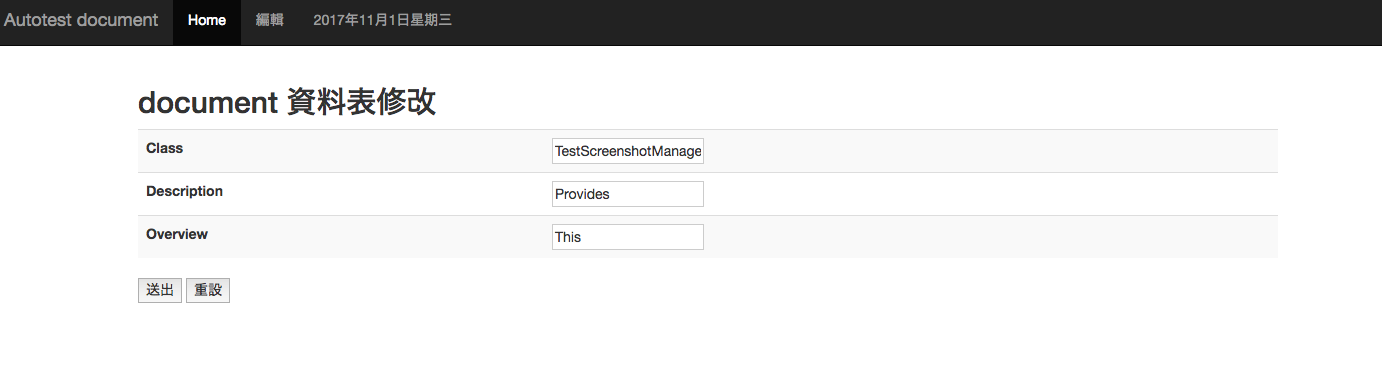 Autotest document Home 編輯 2017年11月1日星期三
document 資料表修改
Class TestScreenshotManage
Description Provides
Overview This
送出 重設